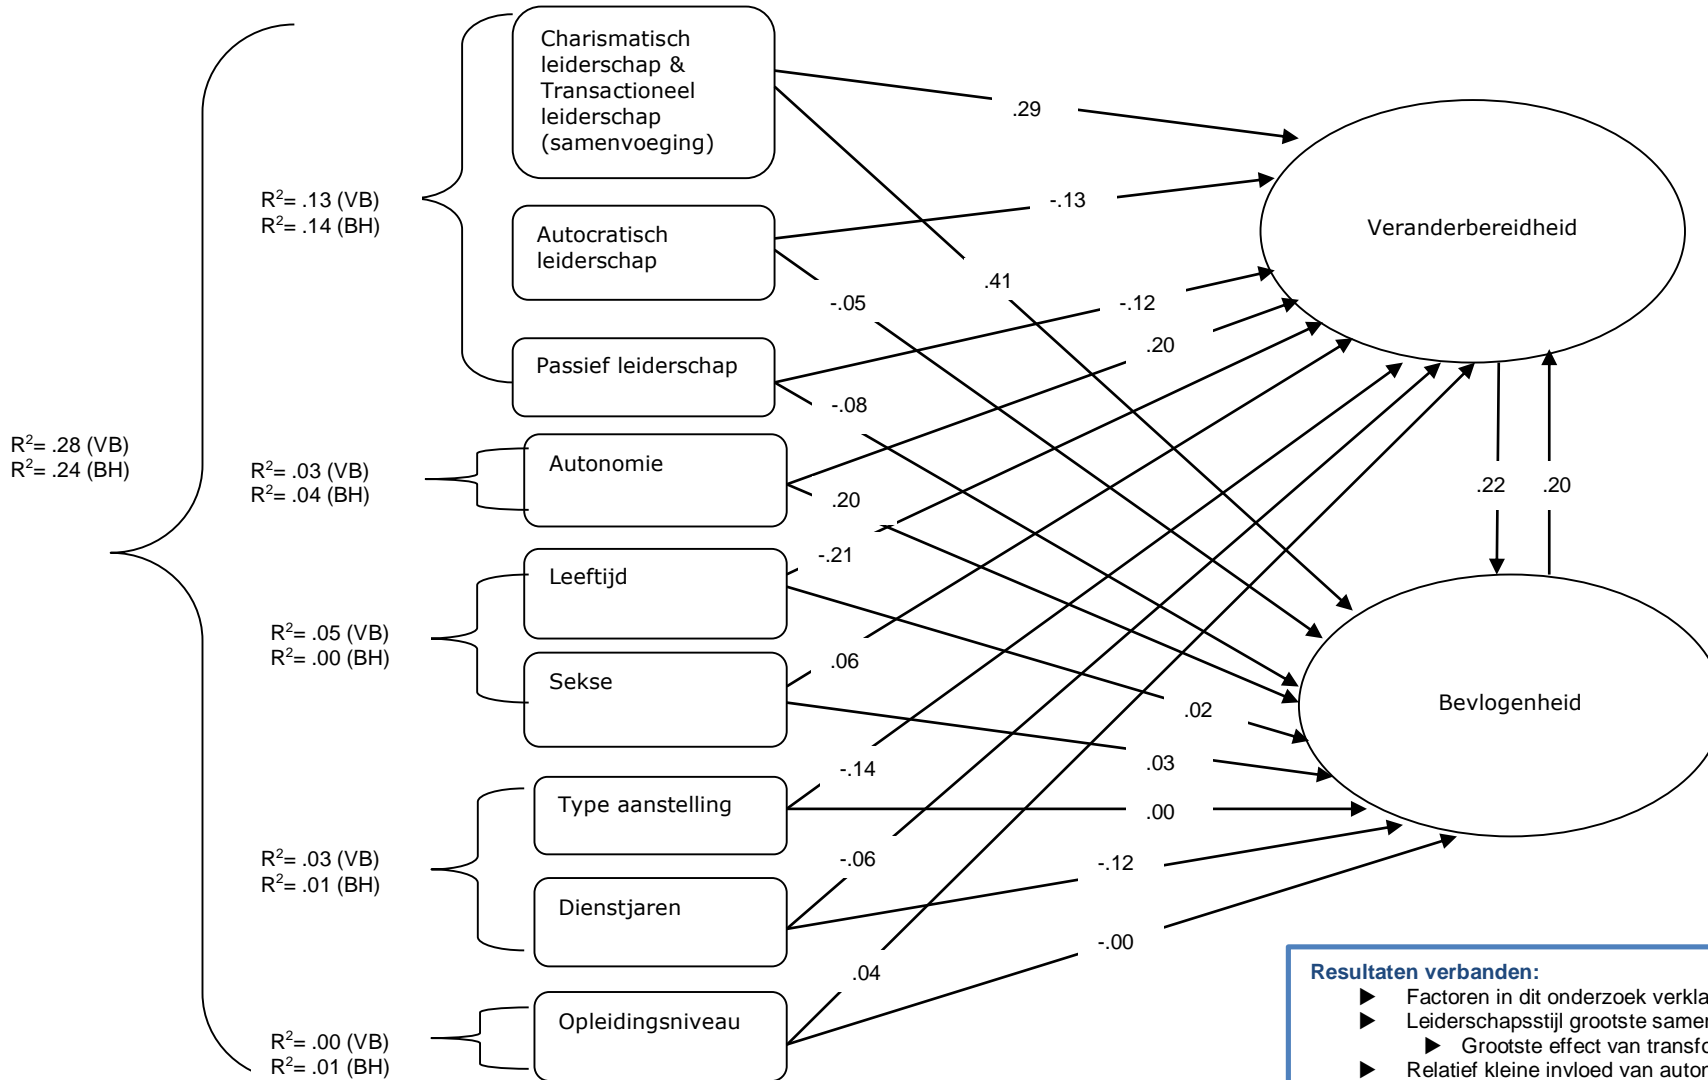 Charismatisch
leiderschap &
Transactioneel
leiderschap
(samenvoeging)
.29
R²= .13 (VB)
R²= .14 (BH)
-.13
Autocratisch
leiderschap
Veranderbereidheid
.41
-.05
-.12
.20
Passief leiderschap
-.08
R²= .28 (VB)
R²= .24 (BH)
R²= .03 (VB)
R²= .04 (BH)
Autonomie
.20
.22
.20
Leeftijd
-.21
R²= .05 (VB)
R²= .00 (BH)
Sekse
.06
.02
Bevlogenheid
.03
Type aanstelling
-.14
.00
R²= .03 (VB)
R²= .01 (BH)
-.06
-.12
Dienstjaren
-.00
.04
Opleidingsniveau
R²= .00 (VB)
R²= .01 (BH)
Resultaten verbanden:
► Factoren in dit onderzoek verkla
► Leiderschapsstijl grootste samer
► Grootste effect van transfo
► Relatief kleine invloed van autor